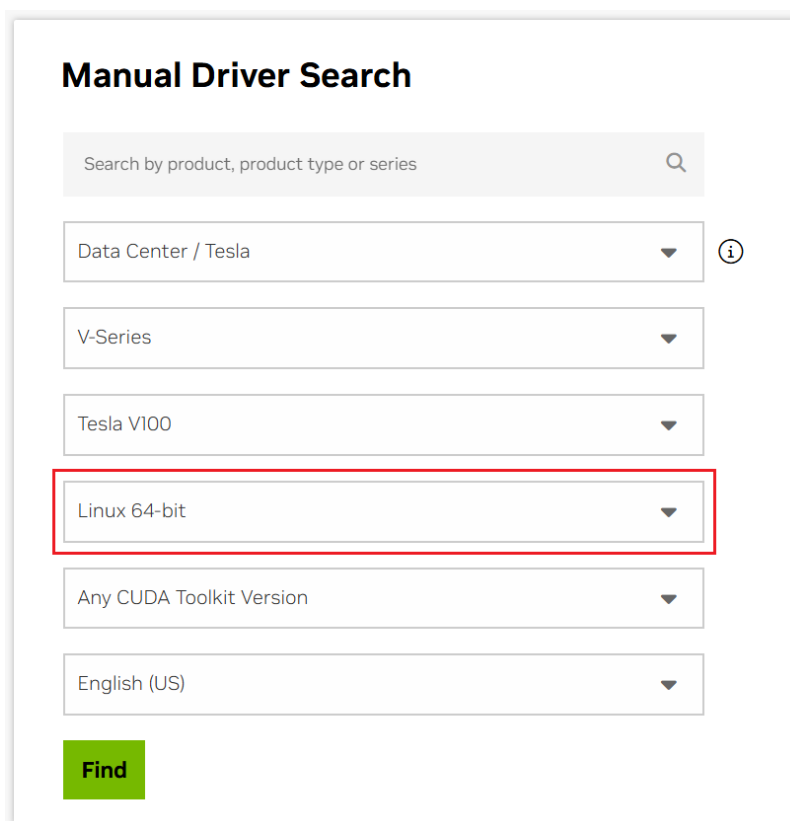 Manual Driver Search
Search by product, product type or series
Data Center / Tesla
V-Series
Tesla V100
Linux 64-bit
Any CUDA Toolkit Version
English (US)
Find